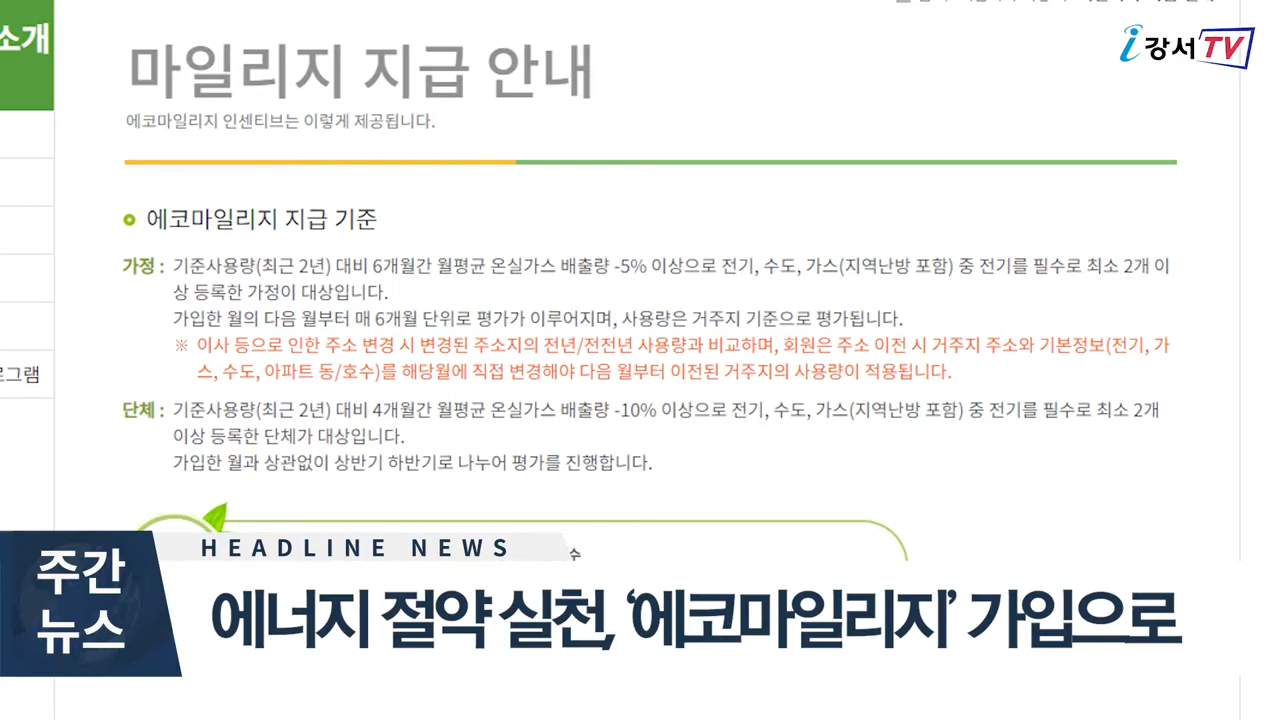 소개
i강서TV
마일리지 지급 안내
에코마일리지 인센티브는 이렇게 제공됩니다.
에코마일리지 지급 기준
가정 : 기준사용량(최근 2년) 대비 6개월간 월평균 온실가스 배출량 -5% 이상으로 전기, 수도, 가스(지역난방 포함) 중 전기를 필수로 최소 2개 이
상 등록한 가정이 대상입니다.
가입한 월의 다음 월부터 매 6개월 단위로 평가가 이루어지며, 사용량은 거주지 기준으로 평가됩니다.
※ 이사 등으로 인한 주소 변경 시 변경된 주소지의 전년/전전년 사용량과 비교하며, 회원은 주소 이전 시 거주지 주소와 기본정보(전기, 가
스, 수도, 아파트 동/호수)를 해당월에 직접 변경해야 다음 월부터 이전된 거주지의 사용량이 적용됩니다.
로그램
단체 : 기준사용량(최근 2년) 대비 4개월간 월평균 온실가스 배출량 -10% 이상으로 전기, 수도, 가스(지역난방 포함) 중 전기를 필수로 최소 2개
이상 등록한 단체가 대상입니다.
가입한 월과 상관없이 상반기 하반기로 나누어 평가를 진행합니다.
HEADLINE NEWS
수
주간
뉴스
에너지 절약 실천, ‘에코마일리지’ 가입으로